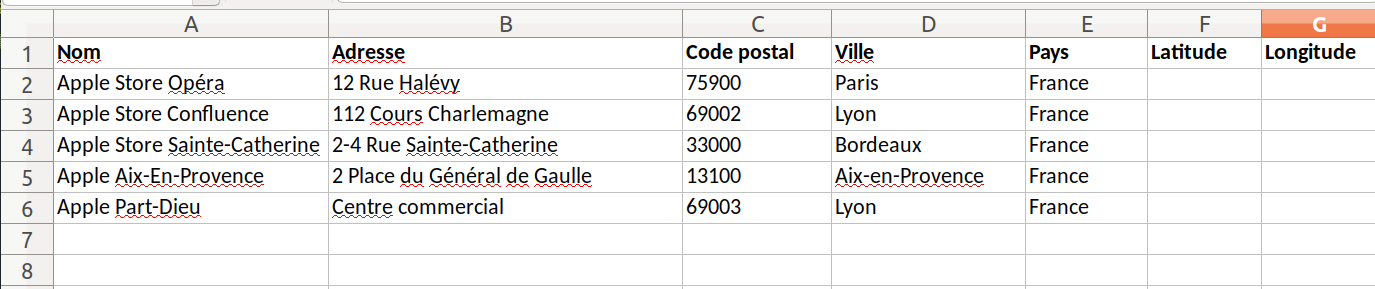 A B C D E F G
1 Nom Adresse Code postal Ville Pays Latitude Longitude
2 Apple Store Opéra 12 Rue Halévy 75900 Paris France
3 Apple Store Confluence 112 Cours Charlemagne 69002 Lyon France
4 Apple Store Sainte-Catherine 2-4 Rue Sainte-Catherine 33000 Bordeaux France
5 Apple Aix-En-Provence 2 Place du Général de Gaulle 13100 Aix-en-Provence France
6 Apple Part-Dieu Centre commercial 69003 Lyon France
7
8